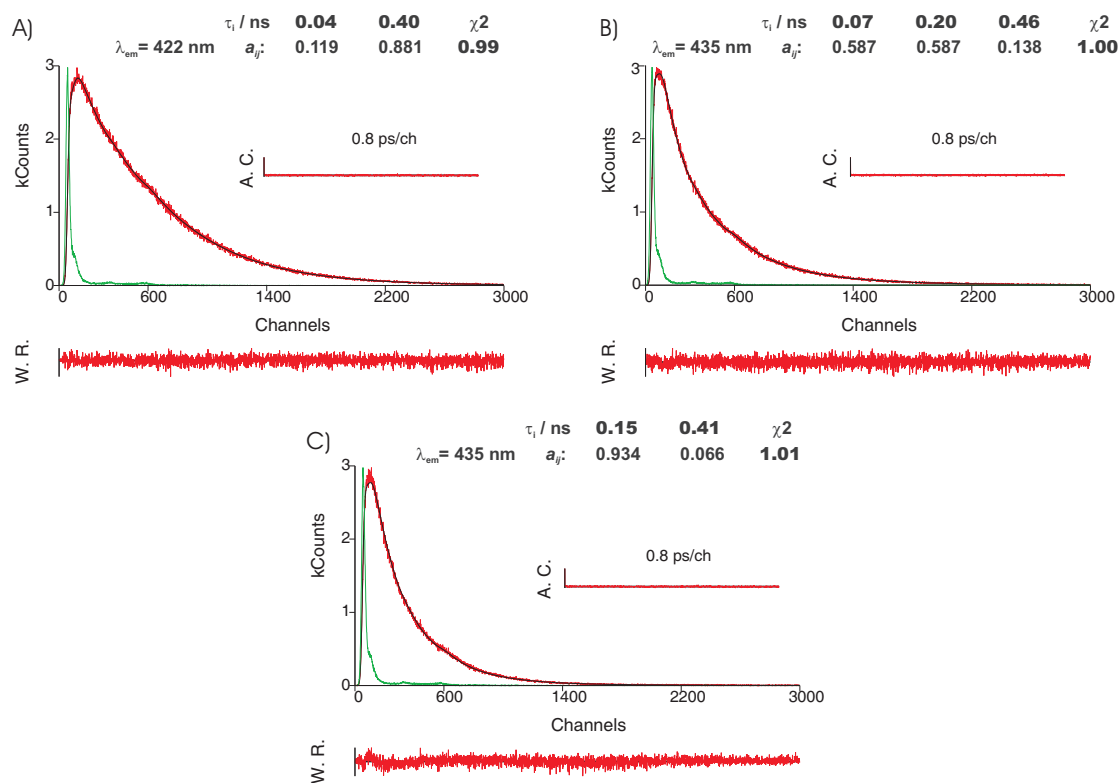 A)
τi / ns 0.04 0.40 χ2
λem= 422 nm aij: 0.119 0.881 0.99
3
2
1
0
kCounts
0.8 ps/ch
A. C.
0 600 1400 2200 3000
Channels
W. R.
B)
τi / ns 0.07 0.20 0.46 χ2
λem= 435 nm aij: 0.587 0.587 0.138 1.00
3
2
1
0
kCounts
0.8 ps/ch
A. C.
0 600 1400 2200 3000
Channels
W. R.
C)
τi / ns 0.15 0.41 χ2
λem= 435 nm aij: 0.934 0.066 1.01
3
2
1
0
kCounts
0.8 ps/ch
A. C.
0 600 1400 2200 3000
Channels
W. R.